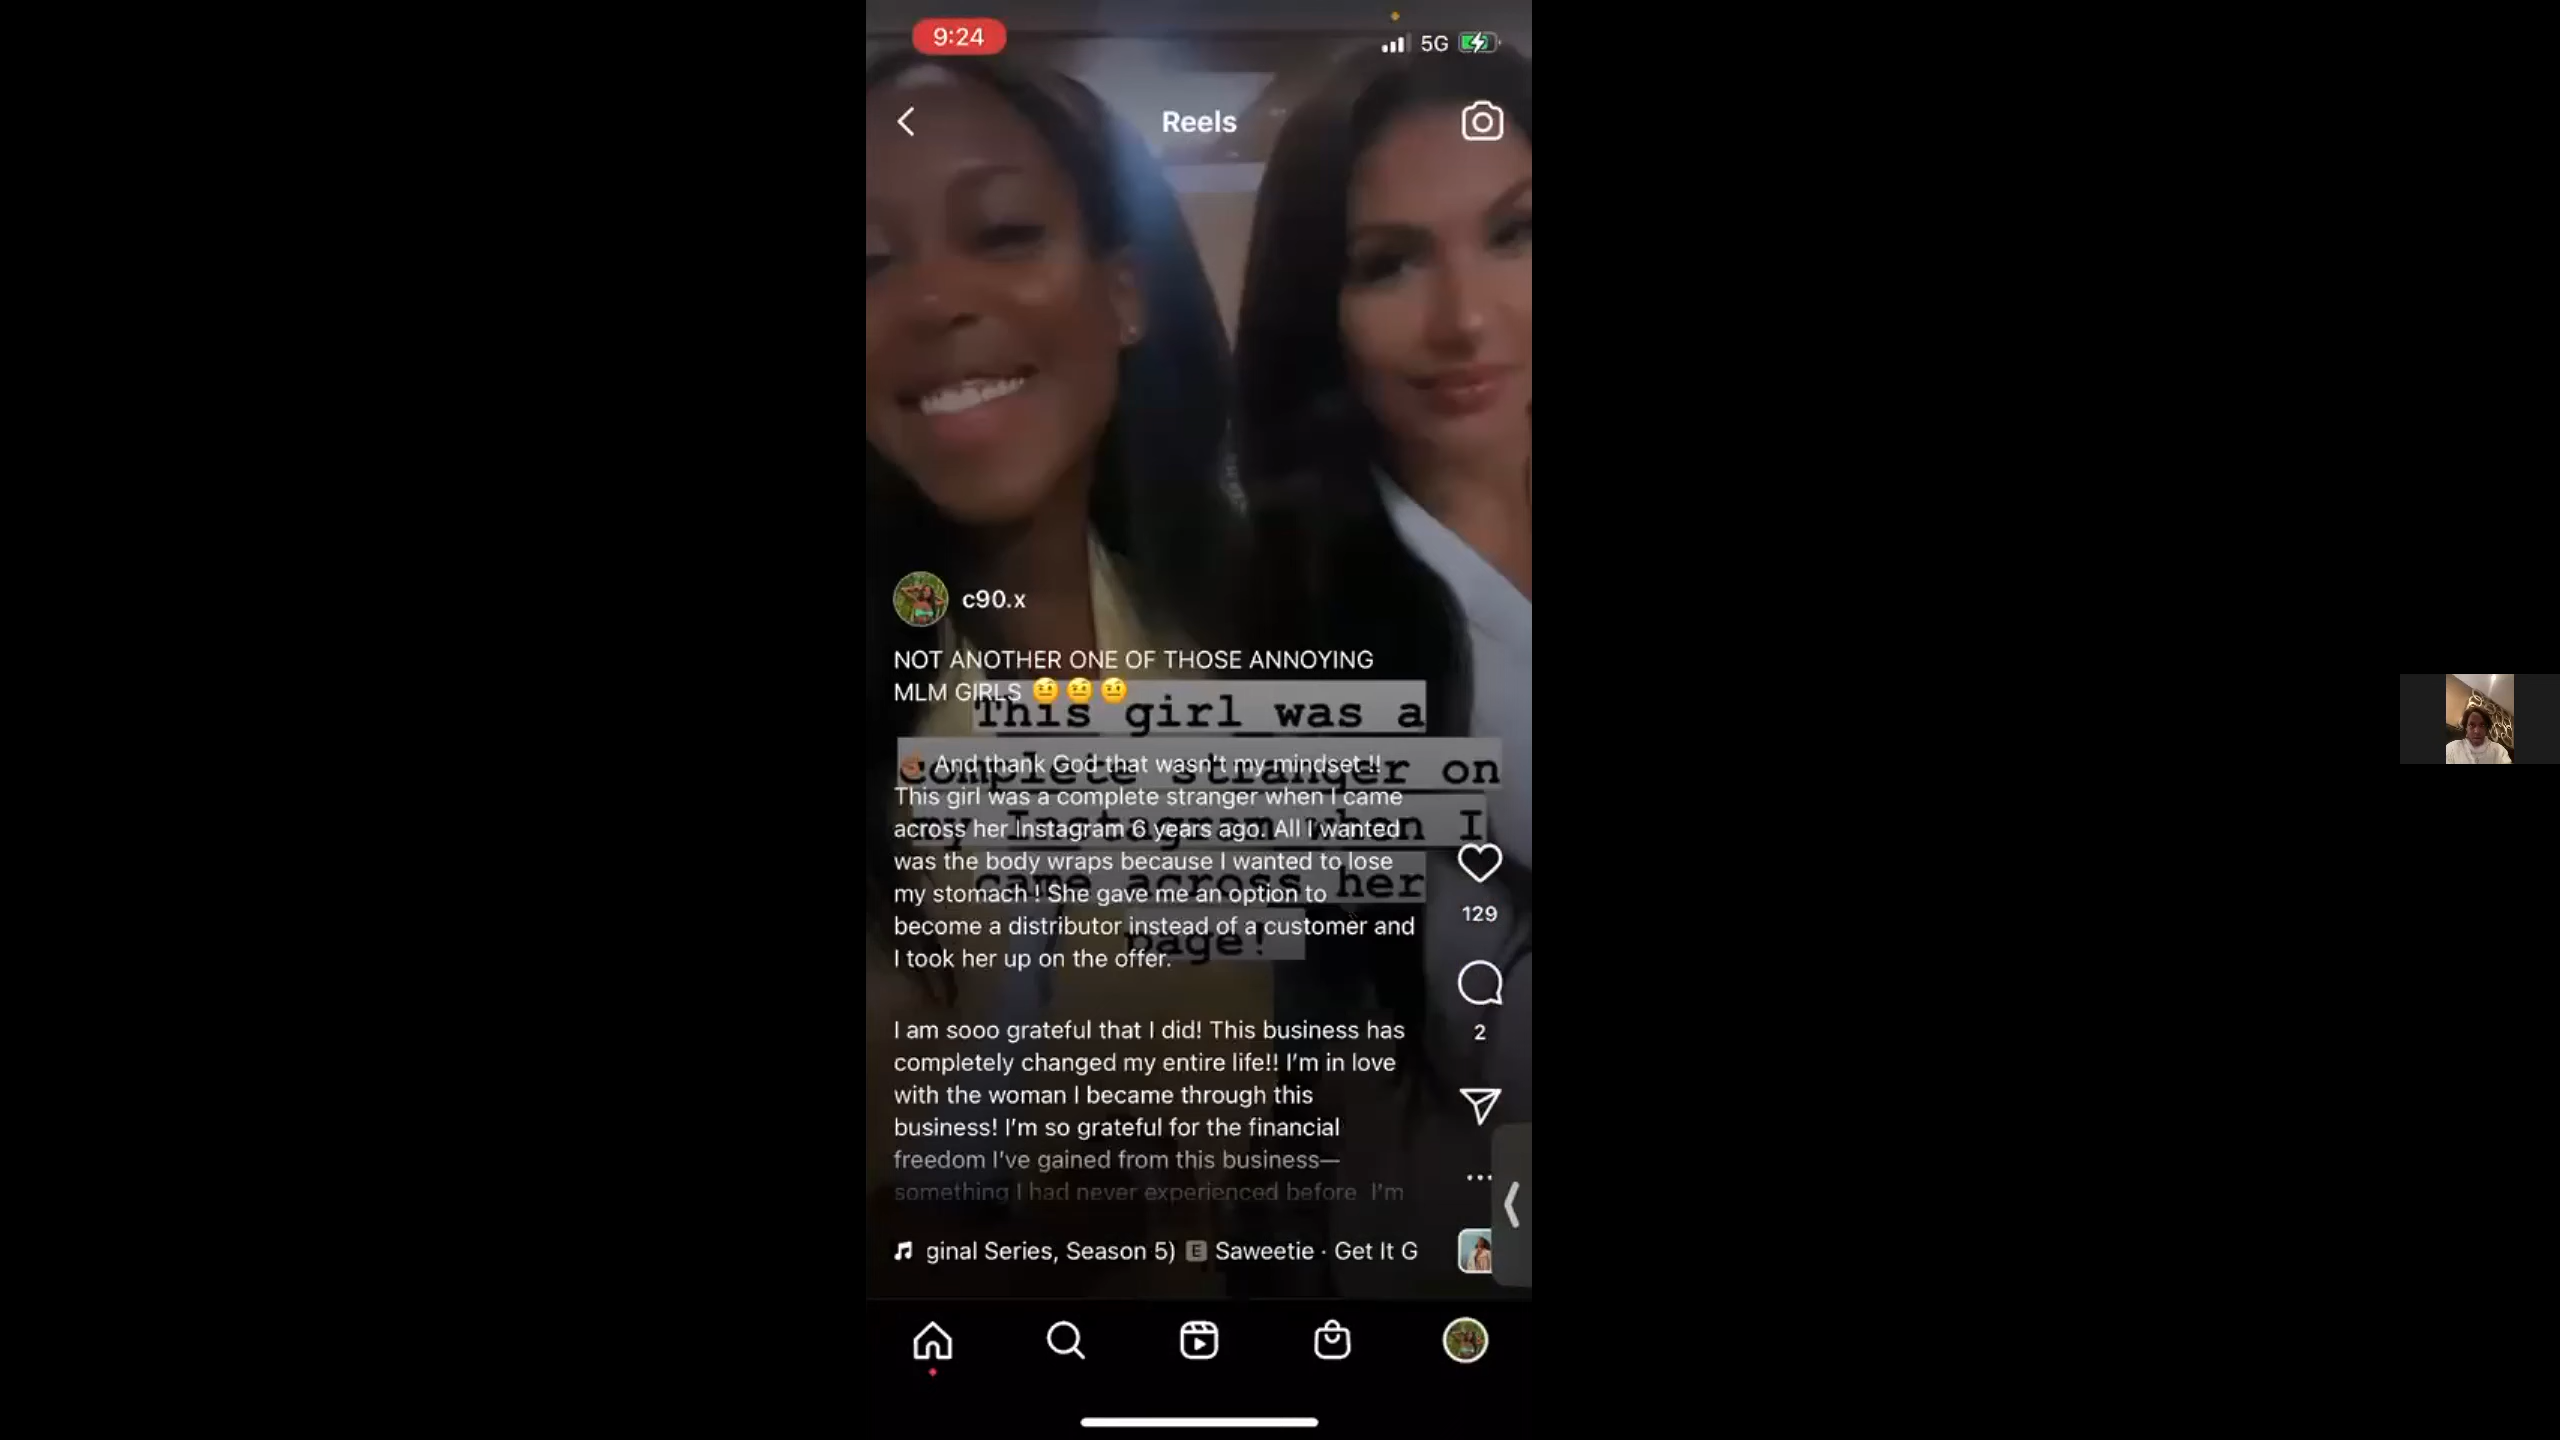 9:24
5G
Reels
c90.x
NOT ANOTHER ONE OF THOSE ANNOYING
MLM GIRLS 🤨 🤨 🤨
And thank God that wasn't my mindset !!
This girl was a complete stranger when I came
across her Instagram 6 years ago. All I wanted
was the body wraps because I wanted to lose
my stomach ! She gave me an option to
become a distributor instead of a customer and
I took her up on the offer.
I am sooo grateful that I did! This business has
completely changed my entire life!! I'm in love
with the woman I became through this
business! I'm so grateful for the financial
freedom I've gained from this business—
something I had never experienced before I'm
This girl was a
complete stranger on
my Instagram when I
came across her
page!
129
2
ginal Series, Season 5) E Saweetie · Get It G